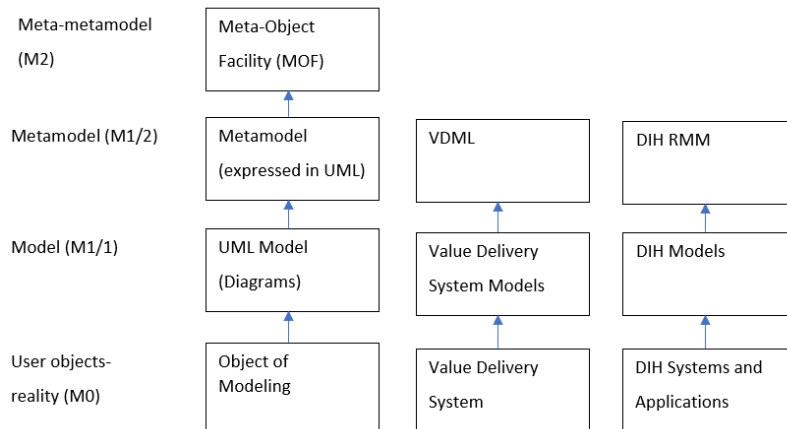 Meta-metamodel
(M2)
Meta-Object
Facility (MOF)
Metamodel (M1/2)
Metamodel
(expressed in UML)
VDML
DIH RMM
Model (M1/1)
UML Model
(Diagrams)
Value Delivery
System Models
DIH Models
User objects-
reality (M0)
Object of
Modeling
Value Delivery
System
DIH Systems and
Applications